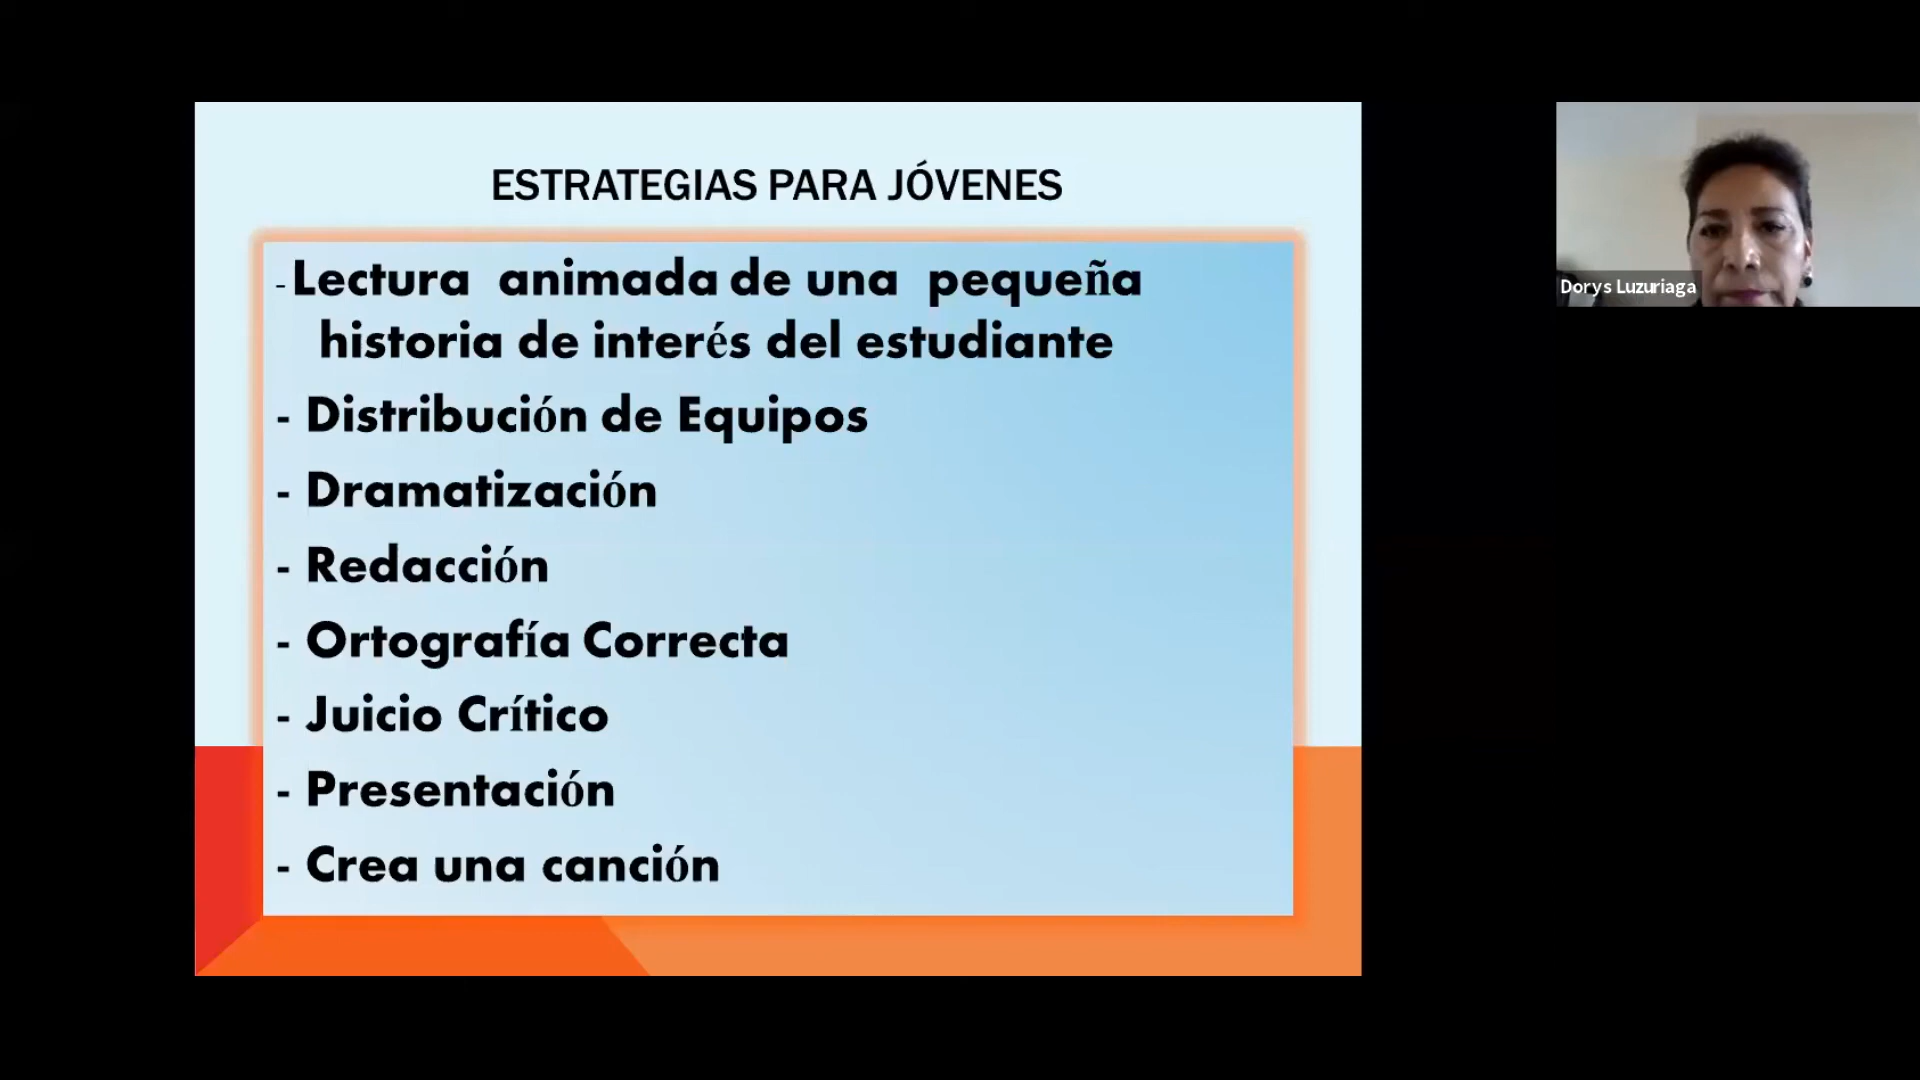 ESTRATEGIAS PARA JÓVENES
- Lectura animada de una pequeña
historia de interés del estudiante
- Distribución de Equipos
- Dramatización
- Redacción
- Ortografía Correcta
- Juicio Crítico
- Presentación
- Crea una canción
Dorys Luzuriaga